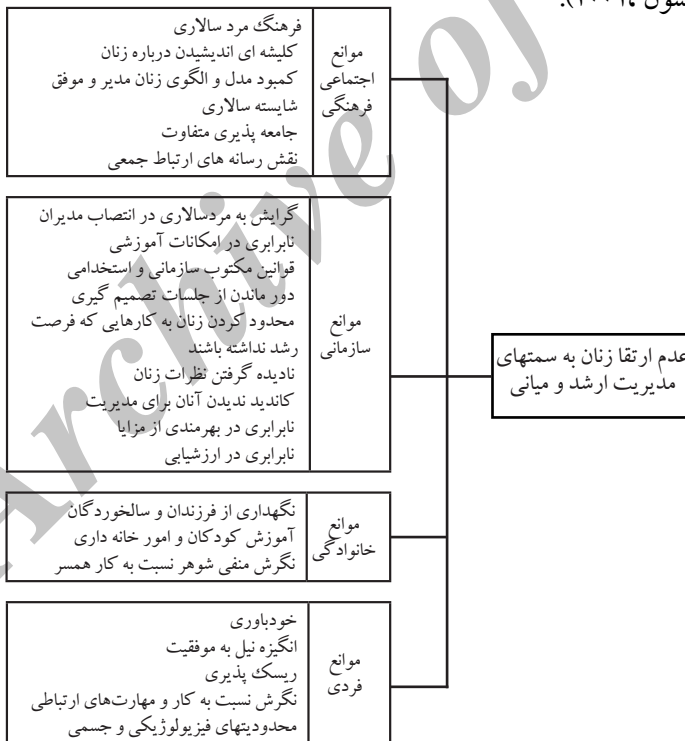 سون، ۲۰۰۱).
موانع
اجتماعی
فرهنگی
فرهنگ مرد سالاری
کلیشه ای اندیشیدن درباره زنان
کمبود مدل و الگوی زنان مدیر و موفق
شایسته سالاری
جامعه پذیری متفاوت
نقش رسانه های ارتباط جمعی
موانع
سازمانی
گرایش به مردسالاری در انتصاب مدیران
نابرابری در امکانات آموزشی
قوانین مکتوب سازمانی و استخدامی
دور ماندن از جلسات تصمیم گیری
محدود کردن زنان به کارهایی که فرصت
رشد نداشته باشند
نادیده گرفتن نظرات زنان
کاندید ندیدن آنان برای مدیریت
نابرابری در بهرمندی از مزایا
نابرابری در ارزشیابی
عدم ارتقا زنان به سمتهای
مدیریت ارشد و میانی
موانع
خانوادگی
نگهداری از فرزندان و سالخوردگان
آموزش کودکان و امور خانه داری
نگرش منفی شوهر نسبت به کار همسر
موانع
فردی
خودباوری
انگیزه نیل به موفقیت
ریسک پذیری
نگرش نسبت به کار و مهارت‌های ارتباطی
محدودیتهای فیزیولوژیکی و جسمی
Archive of